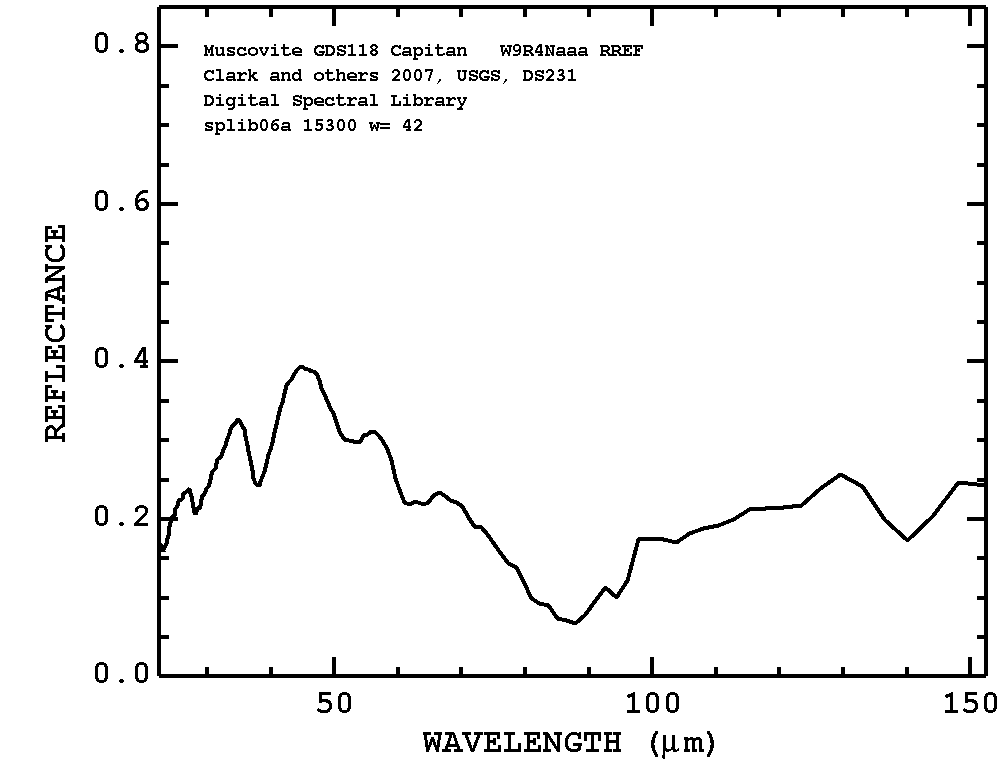 0.8
Muscovite GDS118 Capitan W9R4Naaa RREF
Clark and others 2007, USGS, DS231
Digital Spectral Library
splib06a 15300 w= 42
0.6
REFLECTANCE
0.4
0.2
0.0
50 100 150
WAVELENGTH (μm)